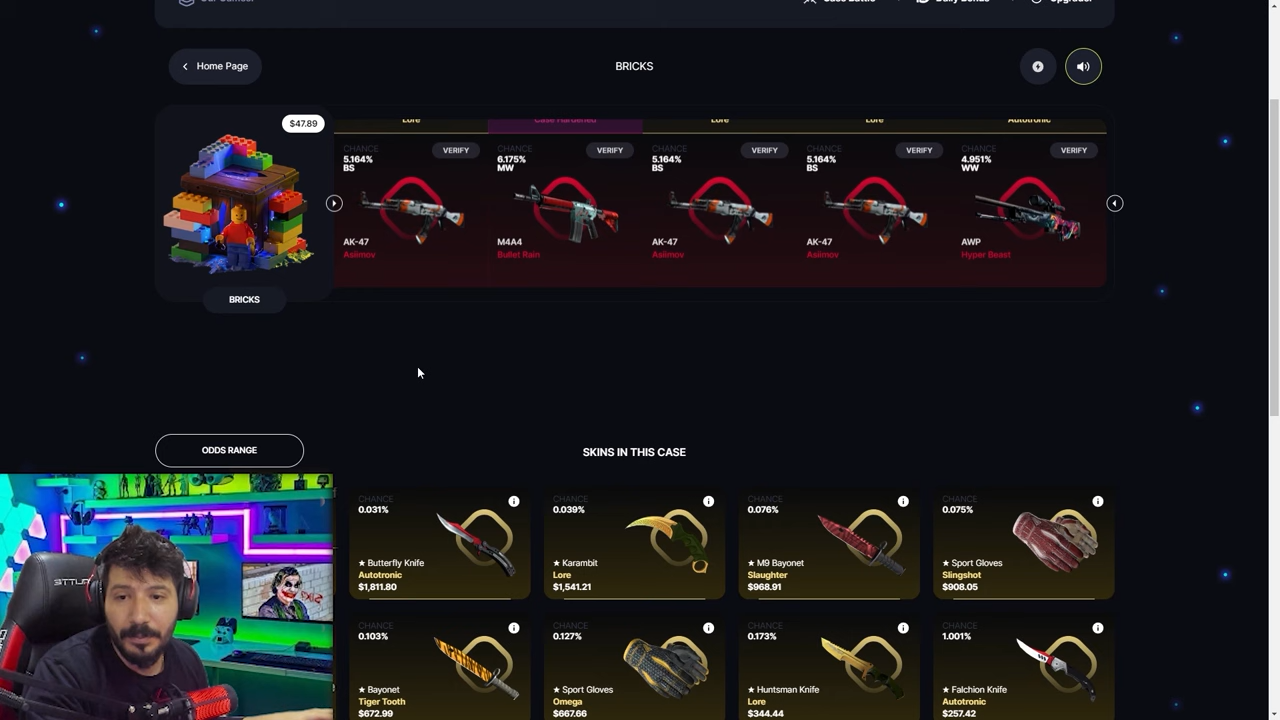 Home Page
BRICKS
$47.89
BRICKS
Lore
Case Hardened
Lore
Lore
Autotronic
CHANCE
5.164%
BS
VERIFY
AK-47
Asiimov
CHANCE
6.175%
MW
VERIFY
M4A4
Bullet Rain
CHANCE
5.164%
BS
VERIFY
AK-47
Asiimov
CHANCE
5.164%
BS
VERIFY
AK-47
Asiimov
CHANCE
4.951%
WW
VERIFY
AWP
Hyper Beast
ODDS RANGE
SKINS IN THIS CASE
CHANCE
0.031%
★ Butterfly Knife
Autotronic
$1,811.80
CHANCE
0.039%
★ Karambit
Lore
$1,541.21
CHANCE
0.076%
★ M9 Bayonet
Slaughter
$968.91
CHANCE
0.075%
★ Sport Gloves
Slingshot
$908.05
CHANCE
0.103%
★ Bayonet
Tiger Tooth
$672.99
CHANCE
0.127%
★ Sport Gloves
Omega
$667.66
CHANCE
0.173%
★ Huntsman Knife
Lore
$344.44
CHANCE
1.001%
★ Falchion Knife
Autotronic
$257.42